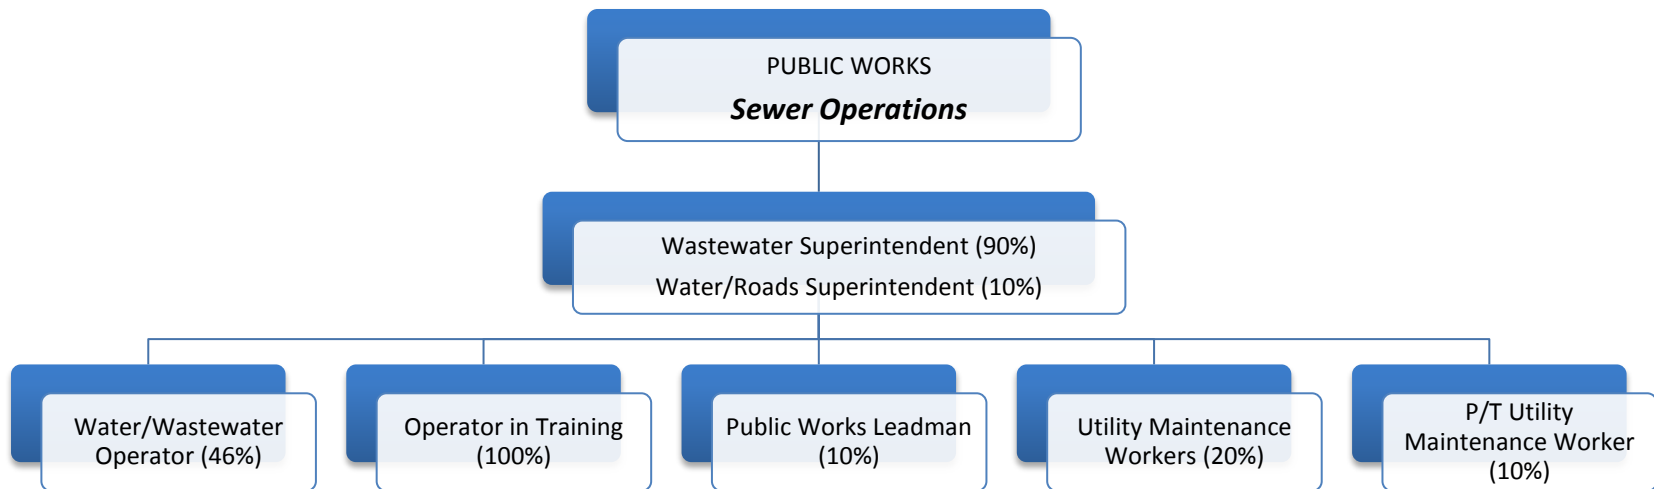 PUBLIC WORKS
Sewer Operations
Wastewater Superintendent (90%)
Water/Roads Superintendent (10%)
Water/Wastewater
Operator (46%)
Operator in Training
(100%)
Public Works Leadman
(10%)
Utility Maintenance
Workers (20%)
P/T Utility
Maintenance Worker
(10%)